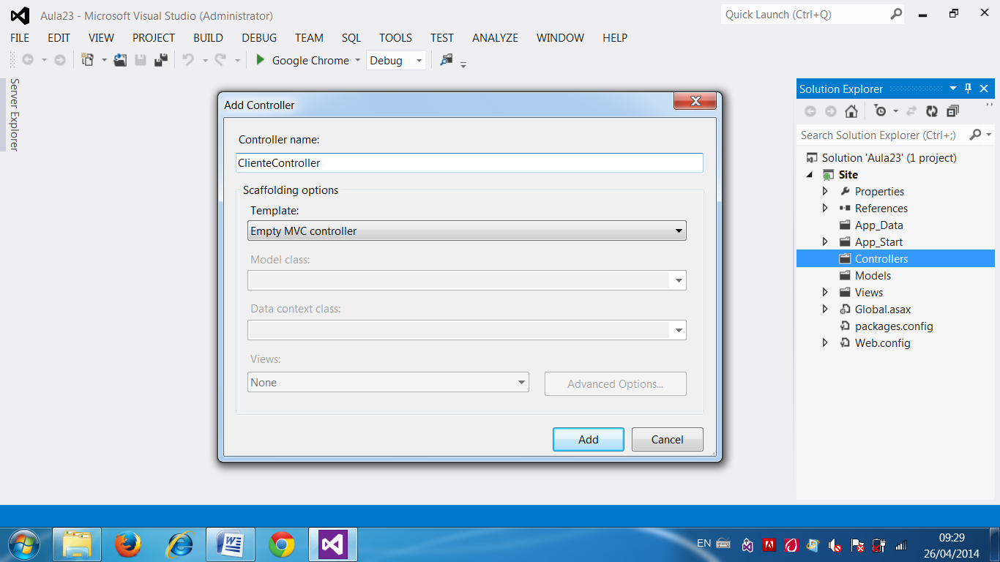 Aula23 - Microsoft Visual Studio (Administrator)
Quick Launch (Ctrl+Q)
FILE EDIT VIEW PROJECT BUILD DEBUG TEAM SQL TOOLS TEST ANALYZE WINDOW HELP
Google Chrome Debug
Server Explorer
Add Controller
Controller name:
ClienteController
Scaffolding options
Template:
Empty MVC controller
Model class:
Data context class:
Views:
None
Advanced Options...
Add Cancel
Solution Explorer
Search Solution Explorer (Ctrl+;)
Solution 'Aula23' (1 project)
Site
Properties
References
App_Data
App_Start
Controllers
Models
Views
Global.asax
packages.config
Web.config
EN
09:29
26/04/2014